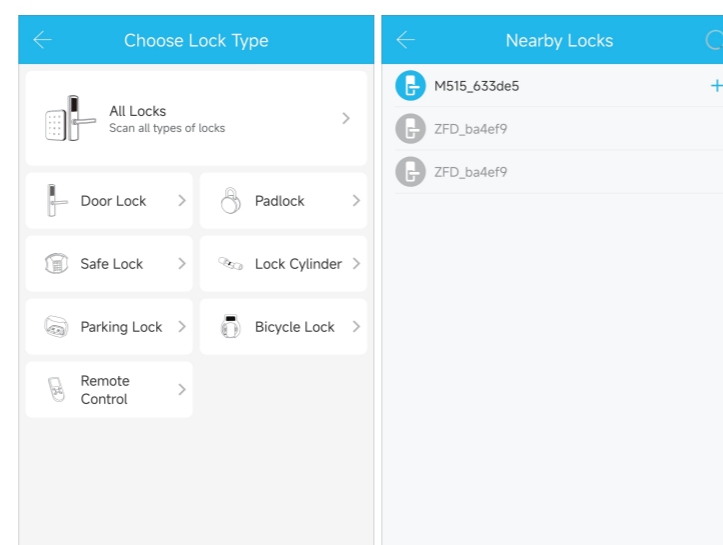 Choose Lock Type
All Locks
Scan all types of locks
Door Lock
Padlock
Safe Lock
Lock Cylinder
Parking Lock
Bicycle Lock
Remote
Control
Nearby Locks
M515_633de5
ZFD_ba4ef9
ZFD_ba4ef9